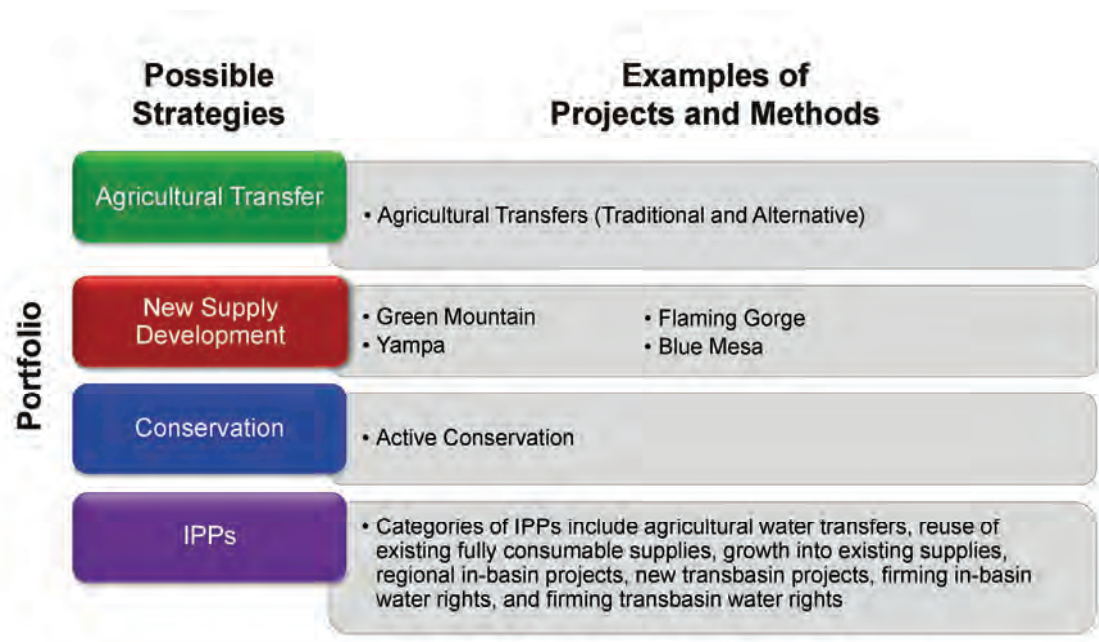 Possible
Strategies
Examples of
Projects and Methods
Portfolio
Agricultural Transfer
• Agricultural Transfers (Traditional and Alternative)
New Supply
Development
• Green Mountain
• Yampa
• Flaming Gorge
• Blue Mesa
Conservation
• Active Conservation
IPPs
• Categories of IPPs include agricultural water transfers, reuse of
existing fully consumable supplies, growth into existing supplies,
regional in-basin projects, new transbasin projects, firming in-basin
water rights, and firming transbasin water rights